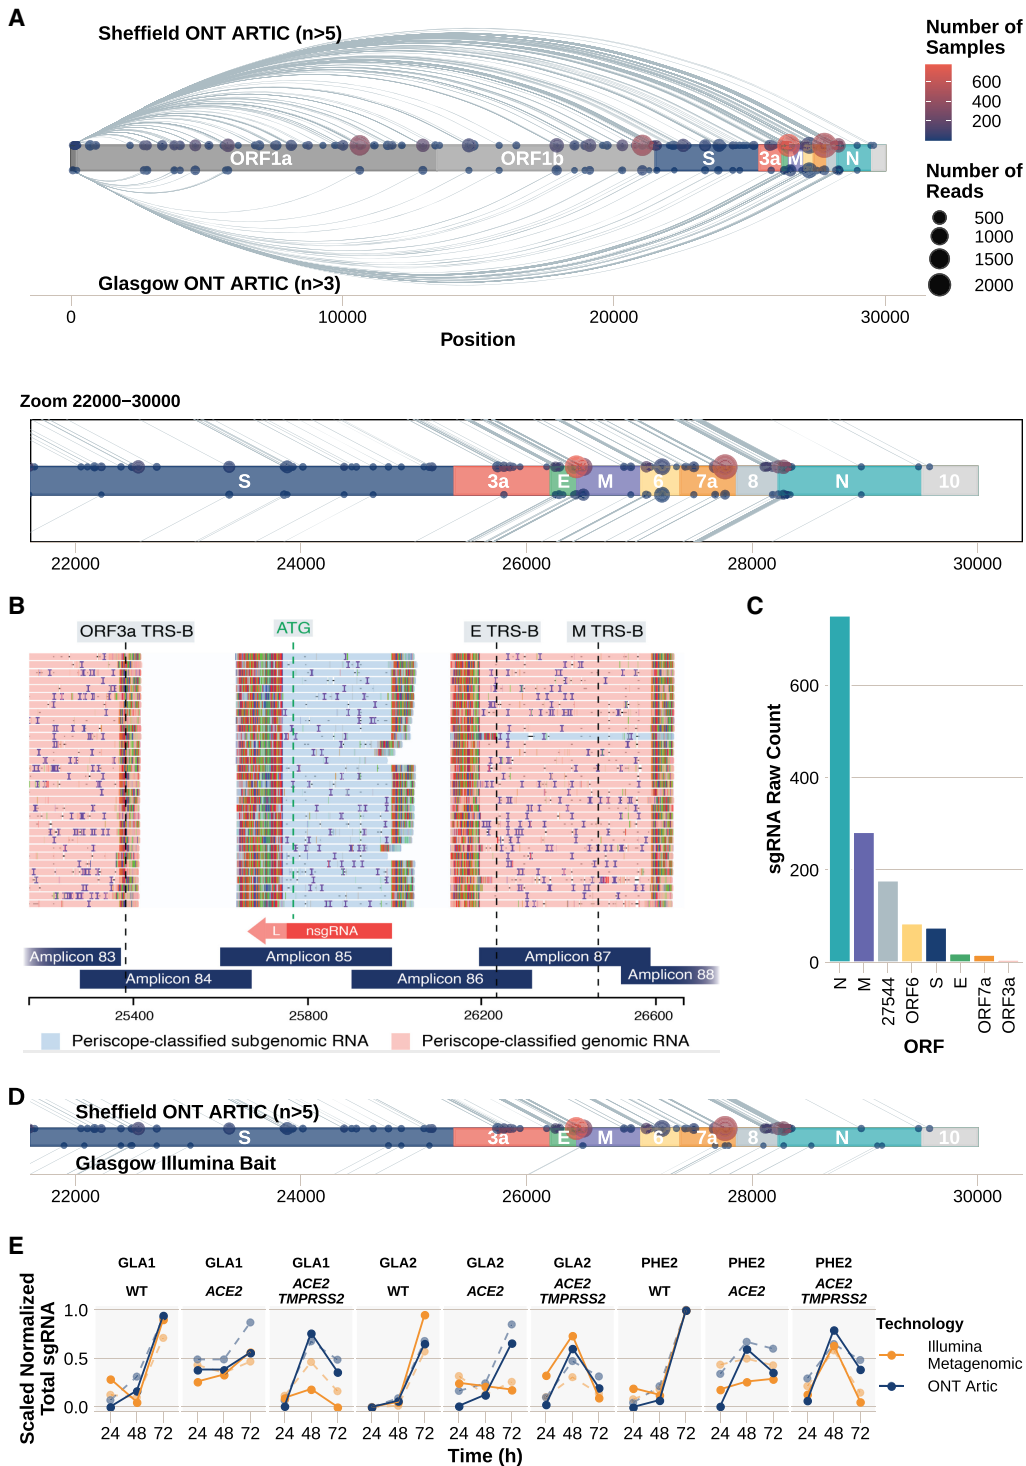 A
Sheffield ONT ARTIC (n>5)
Number of
Samples
600
400
200
ORF1a
ORF1b
S
3a
M
N
Number of
Reads
500
1000
1500
2000
Glasgow ONT ARTIC (n>3)
0
10000
20000
30000
Position
Zoom 22000−30000
S
3a
E
M
6
7a
8
N
10
22000
24000
26000
28000
30000
B
ORF3a TRS-B
ATG
E TRS-B
M TRS-B
L
nsgRNA
Amplicon 83
Amplicon 85
Amplicon 87
Amplicon 84
Amplicon 86
Amplicon 88
25400
25800
26200
26600
Periscope-classified subgenomic RNA
Periscope-classified genomic RNA
C
sgRNA Raw Count
600
400
200
0
N
M
27544
ORF6
S
E
ORF7a
ORF3a
ORF
D
Sheffield ONT ARTIC (n>5)
S
3a
E
M
6
7a
8
N
10
Glasgow Illumina Bait
22000
24000
26000
28000
30000
E
GLA1 GLA1 GLA1 GLA2 GLA2 GLA2 PHE2 PHE2 PHE2
WT ACE2 ACE2 TMPRSS2 WT ACE2 ACE2 TMPRSS2 WT ACE2 ACE2 TMPRSS2
Scaled Normalized
Total sgRNA
1.0
0.5
0.0
24 48 72 24 48 72 24 48 72 24 48 72 24 48 72 24 48 72 24 48 72 24 48 72 24 48 72
Time (h)
Technology
Illumina
Metagenomic
ONT Artic